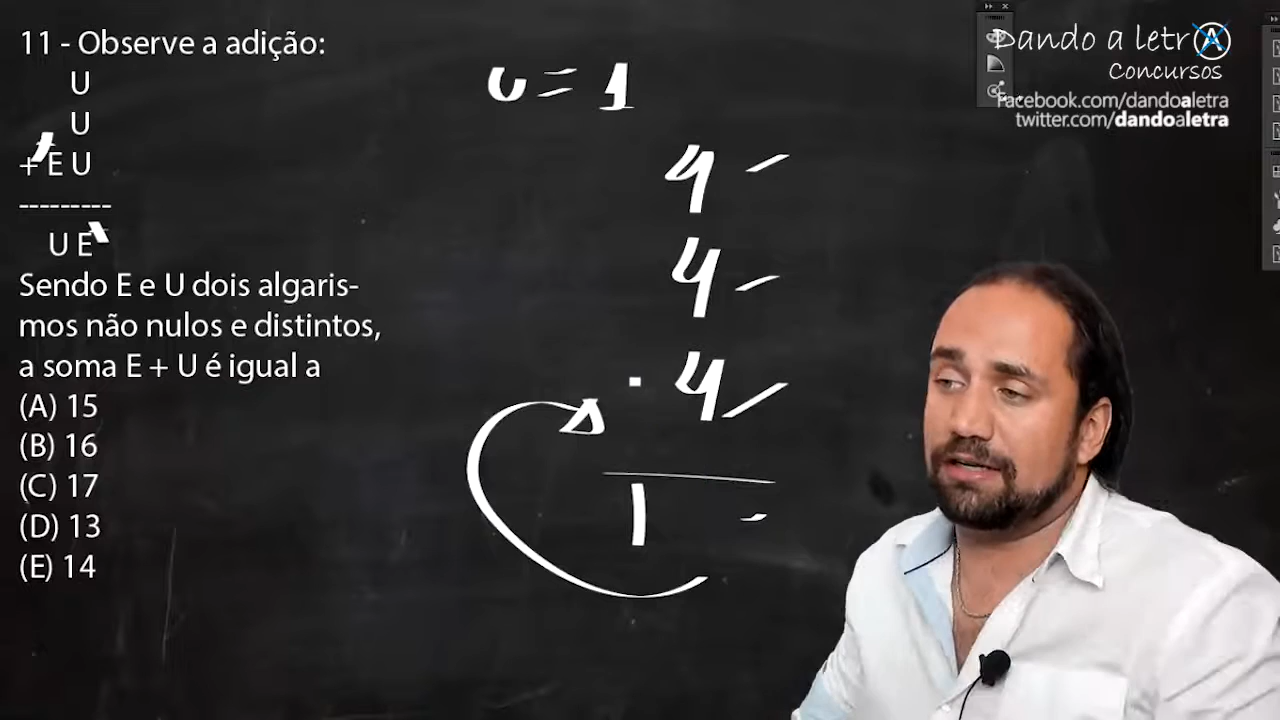 11 - Observe a adição:
U
U
+ E U
---------
U E
Sendo E e U dois algaris-
mos não nulos e distintos,
a soma E + U é igual a
(A) 15
(B) 16
(C) 17
(D) 13
(E) 14
U = 1
4
4
4
1
Dando a letrA
Concursos
facebook.com/dandoaletra
twitter.com/dandoaletra